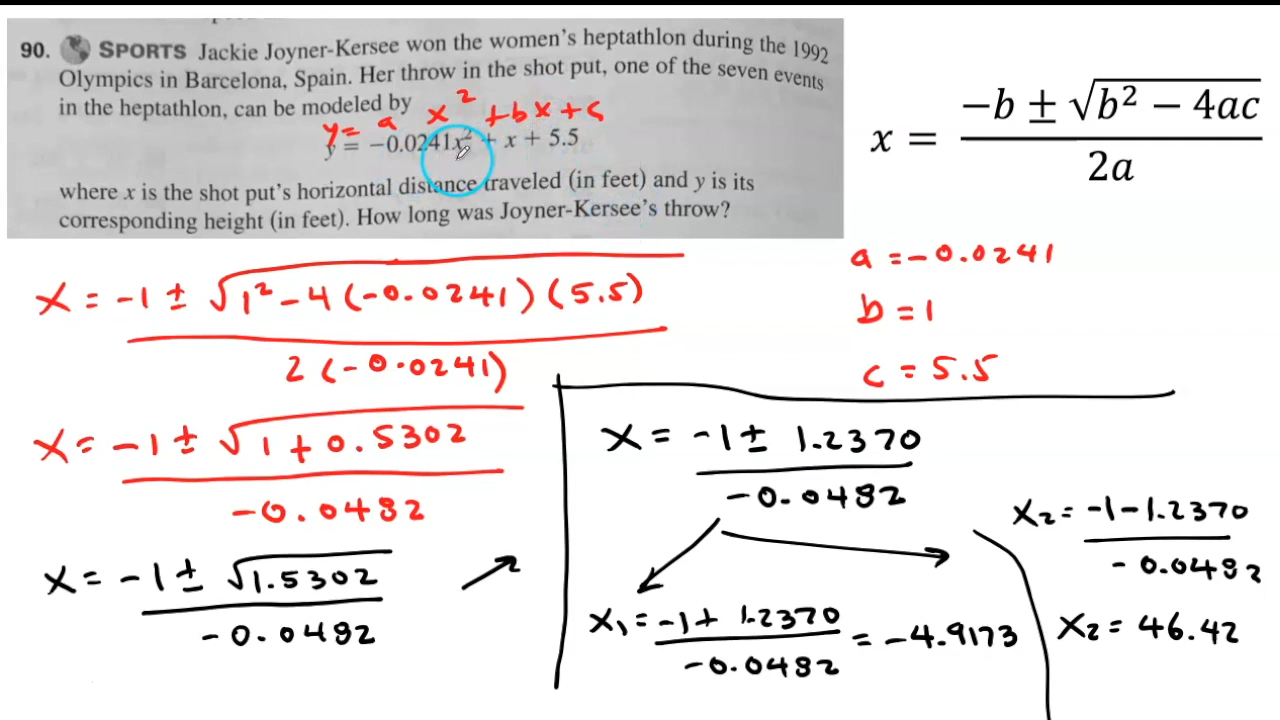 90. SPORTS Jackie Joyner-Kersee won the women's heptathlon during the 1992
Olympics in Barcelona, Spain. Her throw in the shot put, one of the seven events
in the heptathlon, can be modeled by
y = a x² + bx + c
y = −0.0241x² + x + 5.5
where x is the shot put's horizontal distance traveled (in feet) and y is its
corresponding height (in feet). How long was Joyner-Kersee's throw?
x = (−b ± √(b² − 4ac)) / 2a
a = −0.0241
b = 1
c = 5.5
x = −1 ± √(1² − 4(−0.0241)(5.5)) / 2(−0.0241)
x = −1 ± √(1 + 0.5302) / −0.0482
x = −1 ± √1.5302 / −0.0482
x = −1 ± 1.2370 / −0.0482
x₁ = −1 + 1.2370 / −0.0482 = −4.9173
x₂ = −1 − 1.2370 / −0.0482
x₂ = 46.42